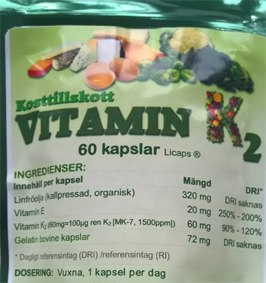 Kosttillskott
VITAMIN K2
60 kapslar Licaps ®
INGREDIENSER:
Innehåll per kapsel Mängd DRI*
Linfröolja (kallpressad, organisk) 320 mg DRI saknas
Vitamin E 20 mg 250% - 200%
Vitamin K₂ (60mg=100µg ren K₂ [MK-7, 1500ppm]) 60 mg 90% - 120%
Gelatin bovine kapslar 72 mg DRI saknas
* Dagligt referensintag (DRI) /referensintag (RI)
DOSERING: Vuxna, 1 kapsel per dag